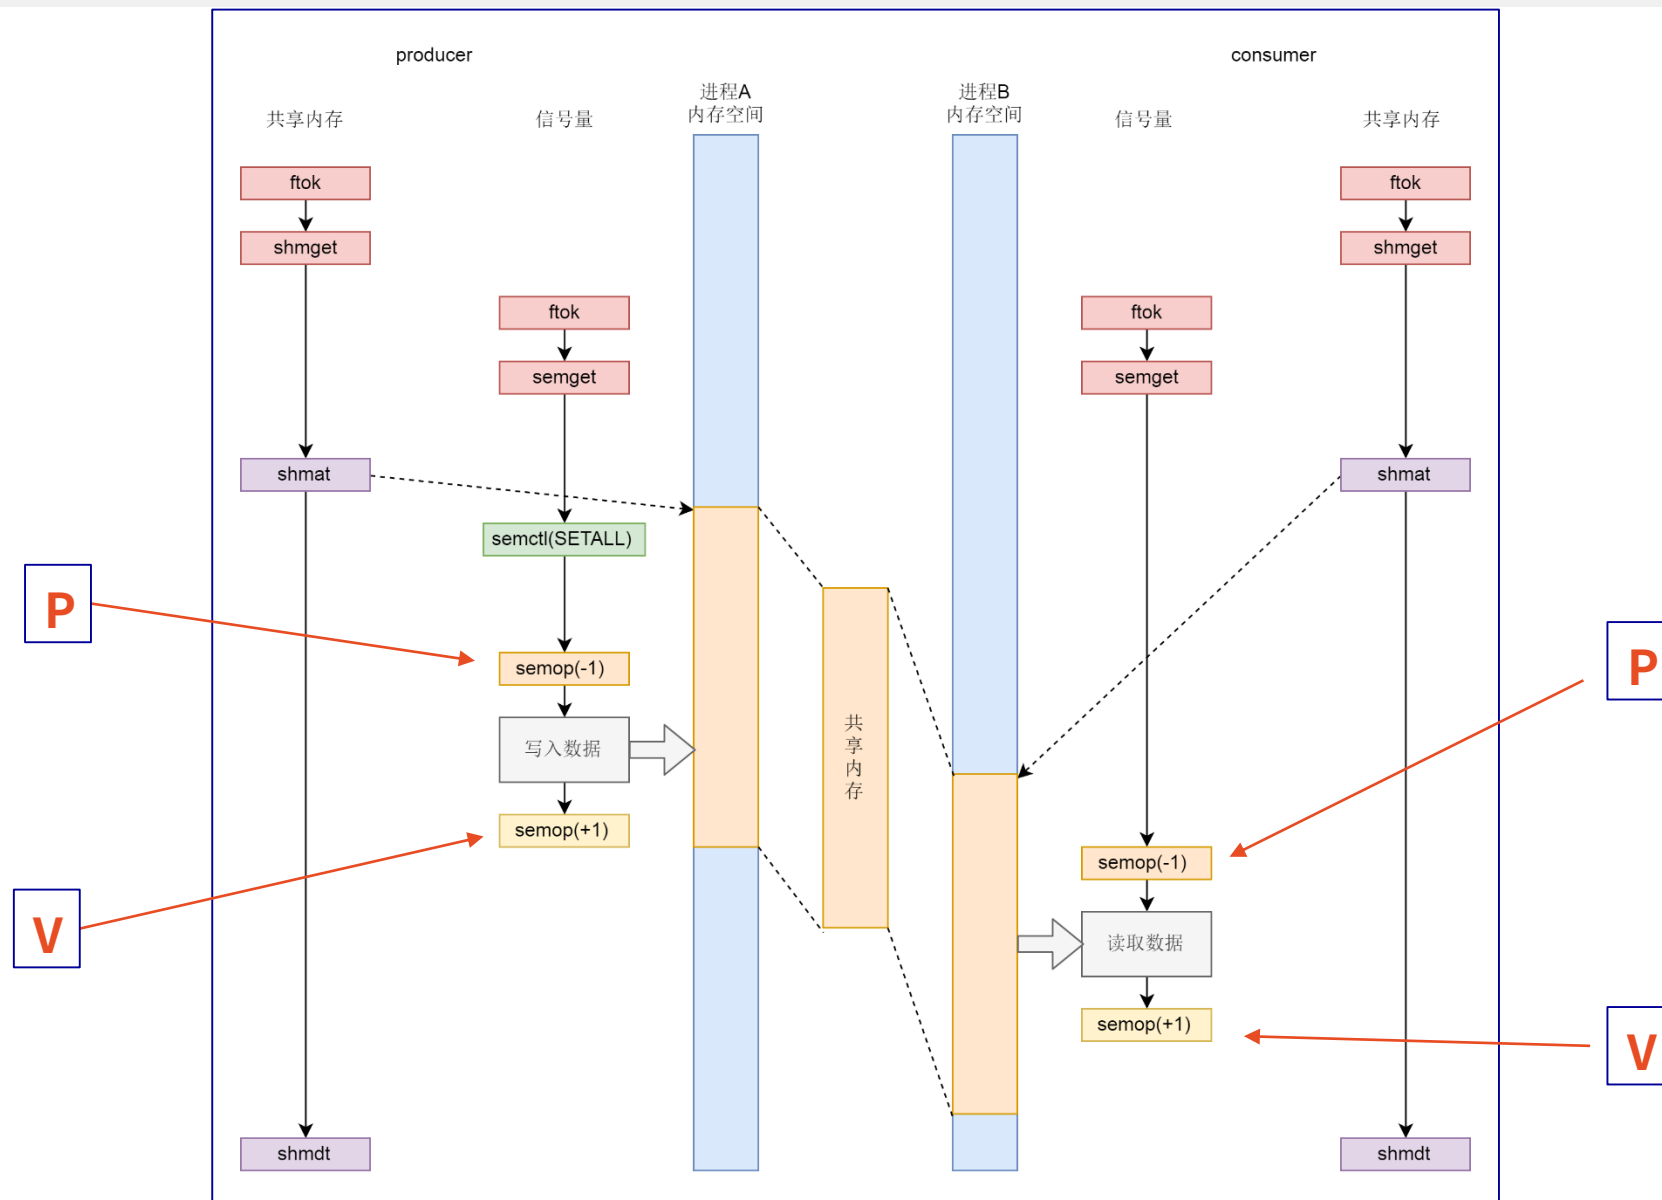 producer
consumer
共享内存
信号量
进程A
内存空间
进程B
内存空间
信号量
共享内存
ftok
shmget
ftok
semget
shmat
semctl(SETALL)
P
semop(-1)
写入数据
semop(+1)
V
shmdt
共
享
内
存
ftok
shmget
ftok
semget
shmat
P
semop(-1)
读取数据
semop(+1)
V
shmdt